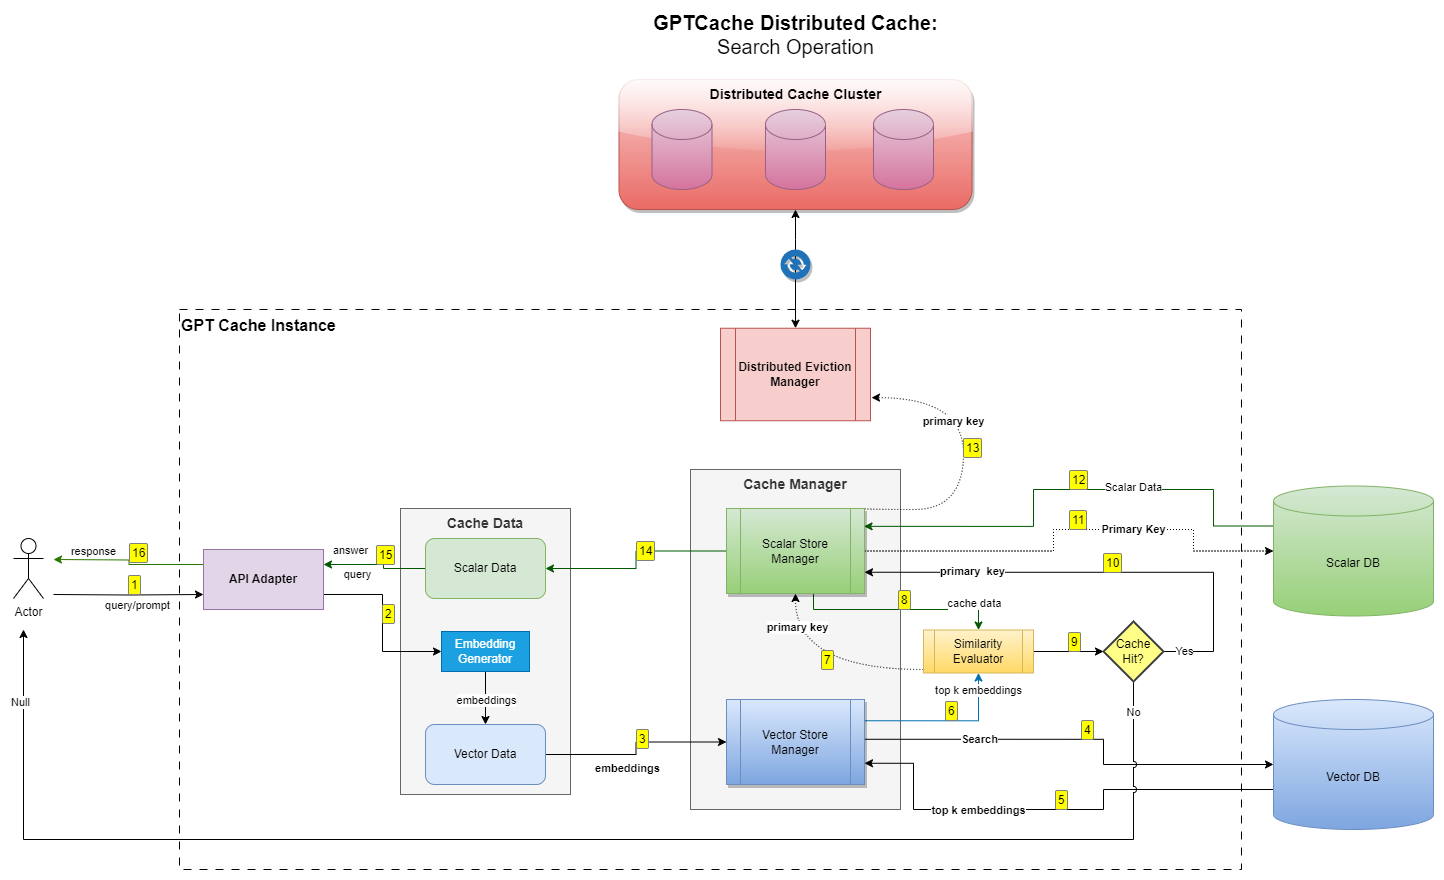 GPTCache Distributed Cache:
Search Operation
Distributed Cache Cluster
GPT Cache Instance
Distributed Eviction
Manager
primary key
13
Cache Manager
12
Scalar Data
11
Primary Key
10
primary key
Scalar Store
Manager
Scalar DB
Cache Data
14
Scalar Data
answer
15
query
response
16
1
query/prompt
API Adapter
Actor
2
Embedding
Generator
embeddings
Vector Data
3
embeddings
8
cache data
primary key
7
Similarity
Evaluator
9
Cache
Hit?
Yes
No
top k embeddings
6
Vector Store
Manager
Search
4
5
top k embeddings
Vector DB
Null